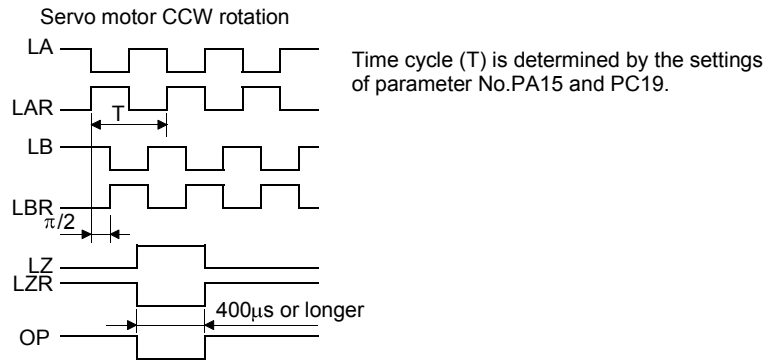 Servo motor CCW rotation
LA
Time cycle (T) is determined by the settings
of parameter No.PA15 and PC19.
LAR
T
LB
LBR
π/2
LZ
LZR
400μs or longer
OP